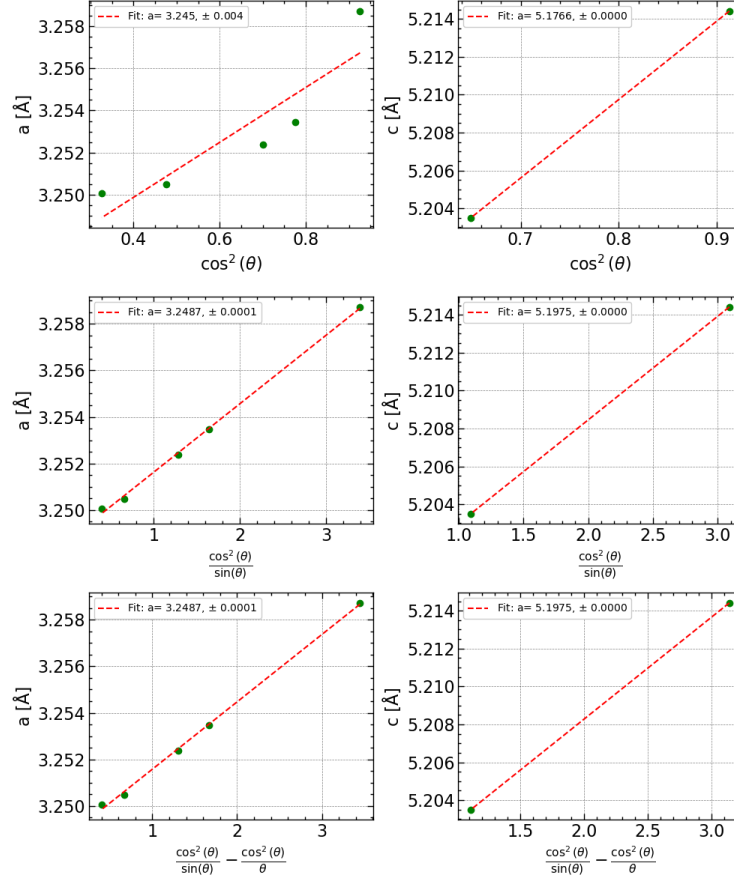 3.258
3.256
3.254
3.252
3.250
a [Å]
Fit: a= 3.245, ± 0.004
0.4
0.6
0.8
cos² (θ)
5.214
5.210
5.208
5.206
5.204
c [Å]
Fit: a= 5.1766, ± 0.0000
0.7
0.8
0.9
cos² (θ)
3.258
3.256
3.254
3.252
3.250
a [Å]
Fit: a= 3.2487, ± 0.0001
1
2
3
cos² (θ)
sin(θ)
5.214
5.210
5.208
5.206
5.204
c [Å]
Fit: a= 5.1975, ± 0.0000
1.0
1.5
2.0
2.5
3.0
cos² (θ)
sin(θ)
3.258
3.256
3.254
3.252
3.250
a [Å]
Fit: a= 3.2487, ± 0.0001
1
2
3
cos² (θ) − cos² (θ)
sin(θ) θ
5.214
5.210
5.208
5.206
5.204
c [Å]
Fit: a= 5.1975, ± 0.0000
1.5
2.0
2.5
3.0
cos² (θ) − cos² (θ)
sin(θ) θ